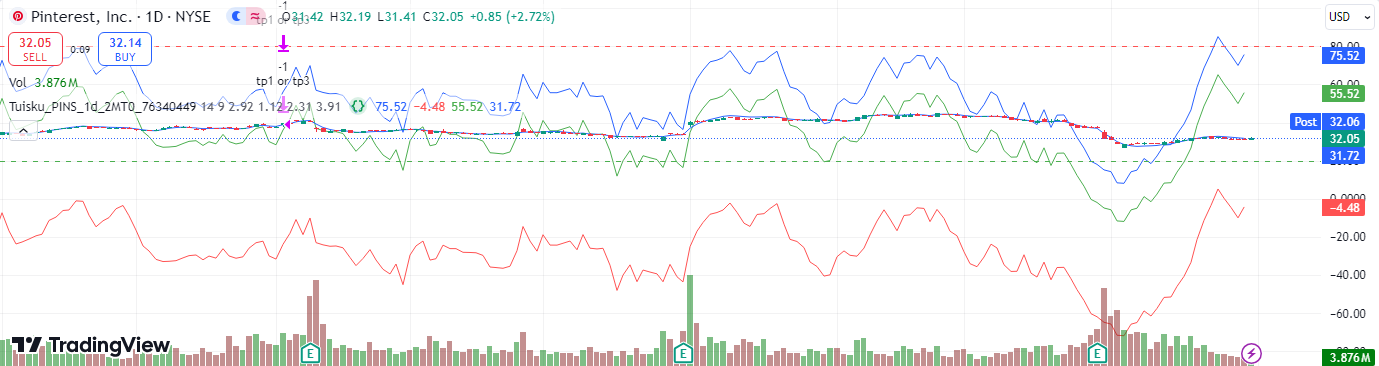 Pinterest, Inc. · 1D · NYSE O31.42 H32.19 L31.41 C32.05 +0.85 (+2.72%)
-1
tp1 or tp3
USD
32.05
SELL
0.09
32.14
BUY
80.00
75.52
-1
tp1 or tp3
Vol 3.876 M
60.00
55.52
Tuisku_PINS_1d_2MT0_76340449 14 9 2.92 1.12 2.31 3.91 75.52 −4.48 55.52 31.72
Post 32.06
32.05
31.72
20.00
0.0000
−4.48
−20.00
−40.00
−60.00
TradingView
E
E
E
3.876 M